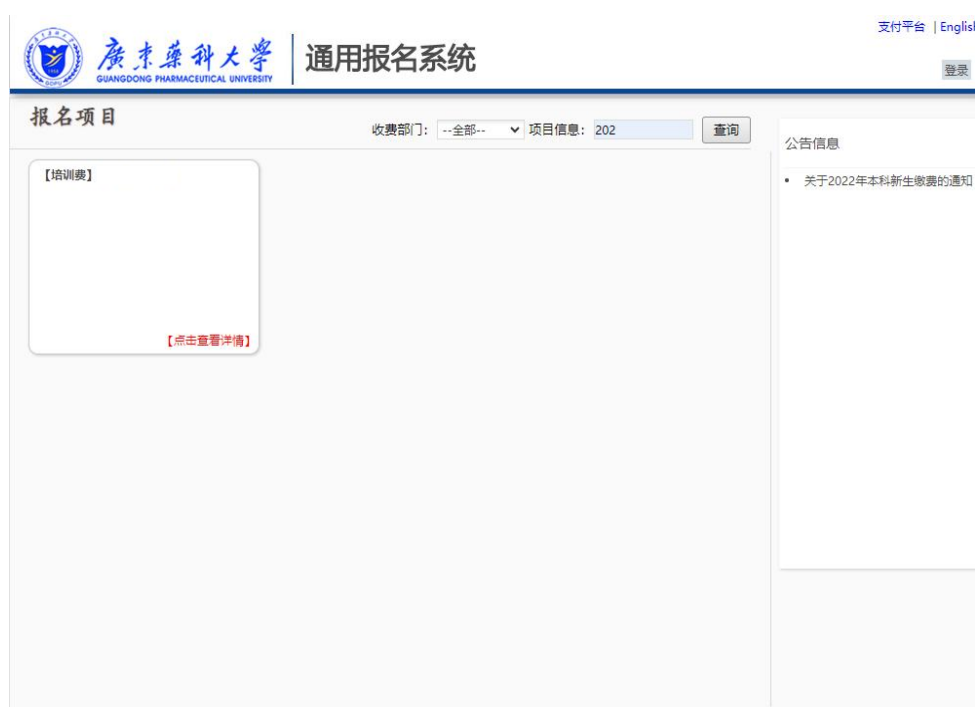 支付平台 | English
廣東藥科大學
GUANGDONG PHARMACEUTICAL UNIVERSITY
通用报名系统
登录
报名项目
收费部门: --全部-- 项目信息: 202 查询
公告信息
【培训费】
• 关于2022年本科新生缴费的通知
【点击查看详情】